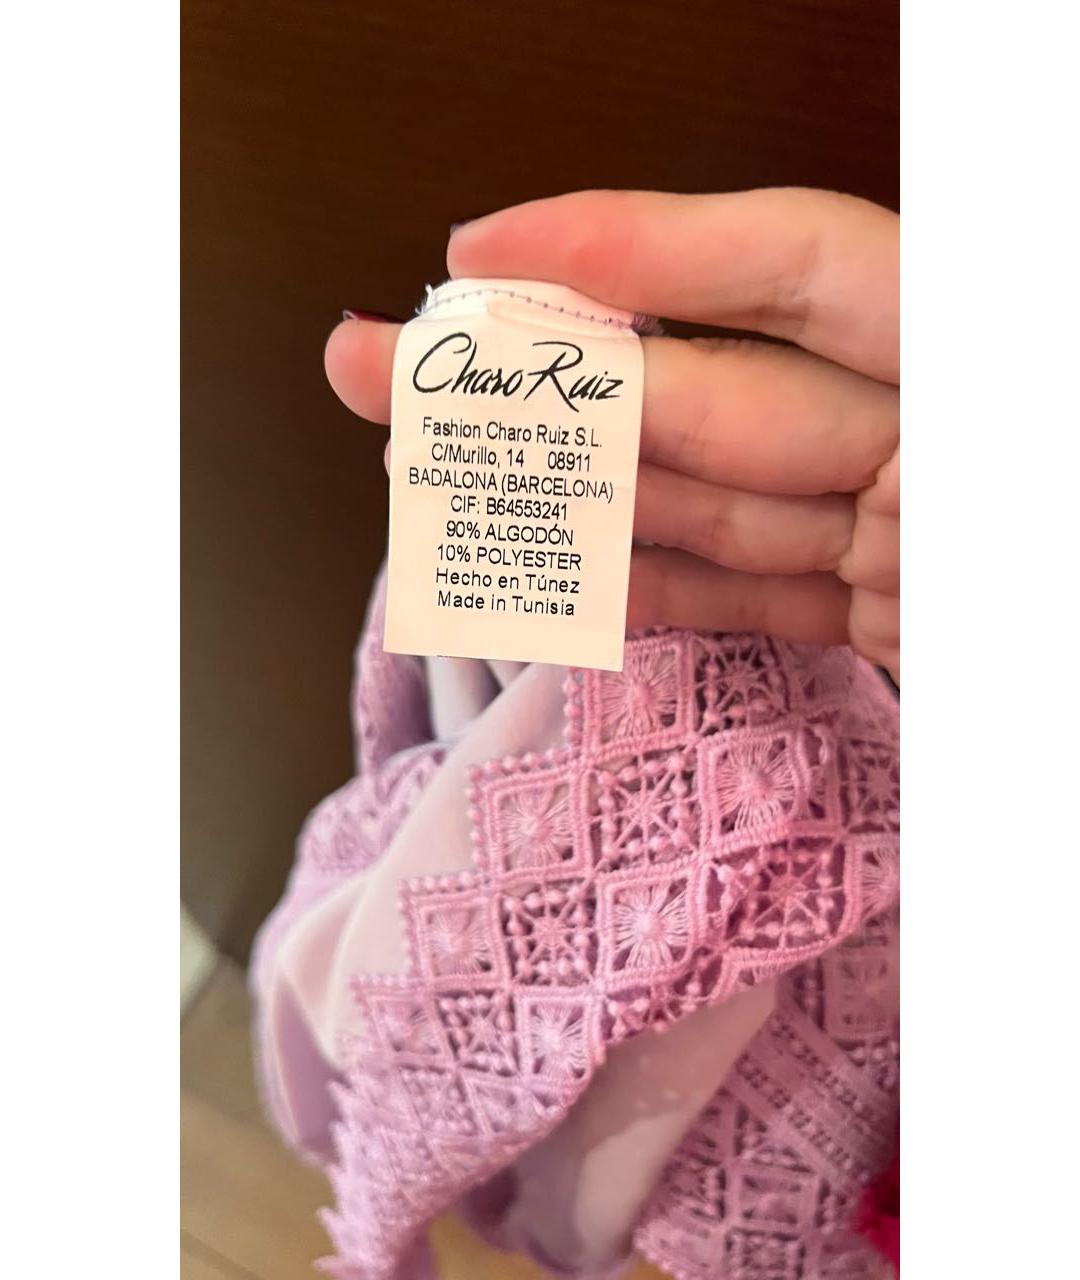 Charo Ruiz
Fashion Charo Ruiz S.L.
C/Murillo, 14 08911
BADALONA (BARCELONA)
CIF: B64553241
90% ALGODÓN
10% POLYESTER
Hecho en Túnez
Made in Tunisia